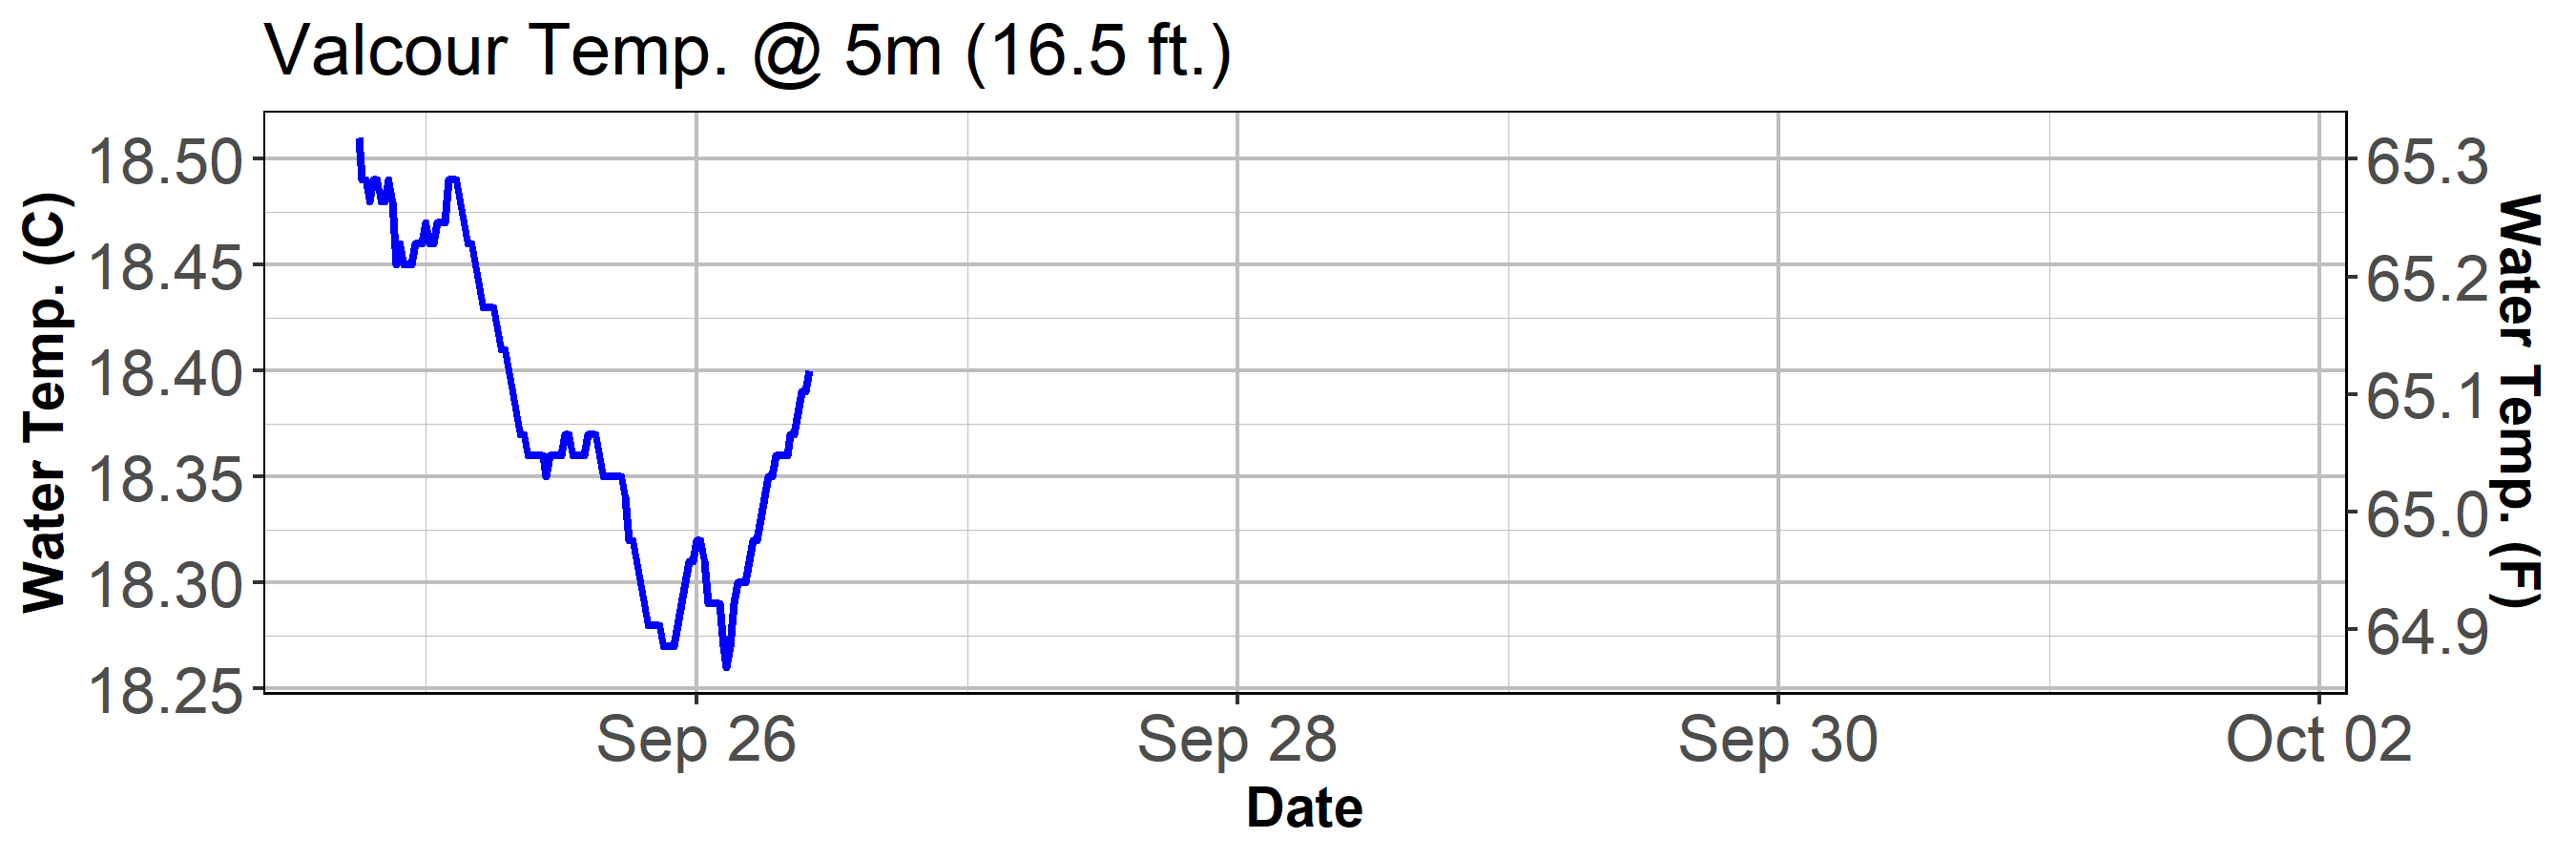 Valcour Temp. @ 5m (16.5 ft.)
Water Temp. (C)
18.50
18.45
18.40
18.35
18.30
18.25
65.3
65.2
65.1
65.0
64.9
Water Temp. (F)
Sep 26 Sep 28 Sep 30 Oct 02
Date